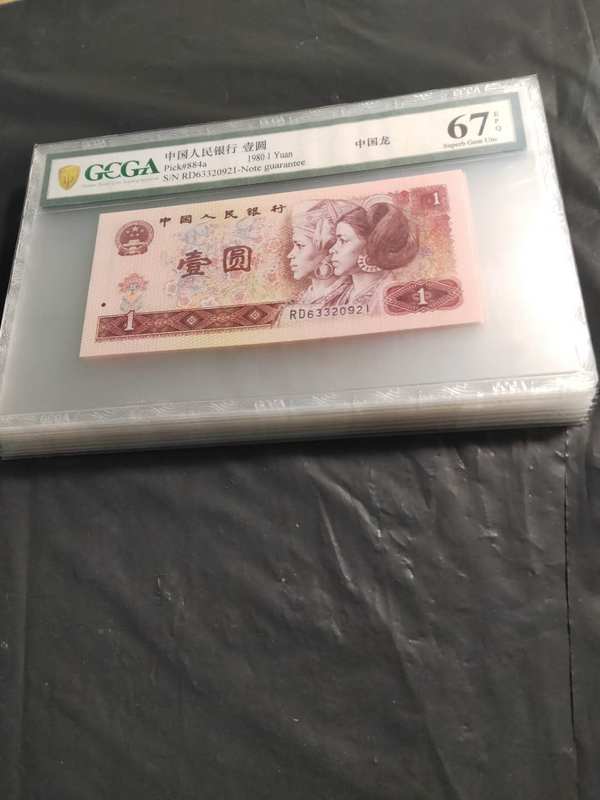 GCGA
中国人民银行 壹圆
1980.1 Yuan
Pick#884a
S/N RD63320921-Note guarantee
中国龙
67
EPQ
Superb Gem Unc
中国人民银行
壹圆
1
1
1
RD63320921